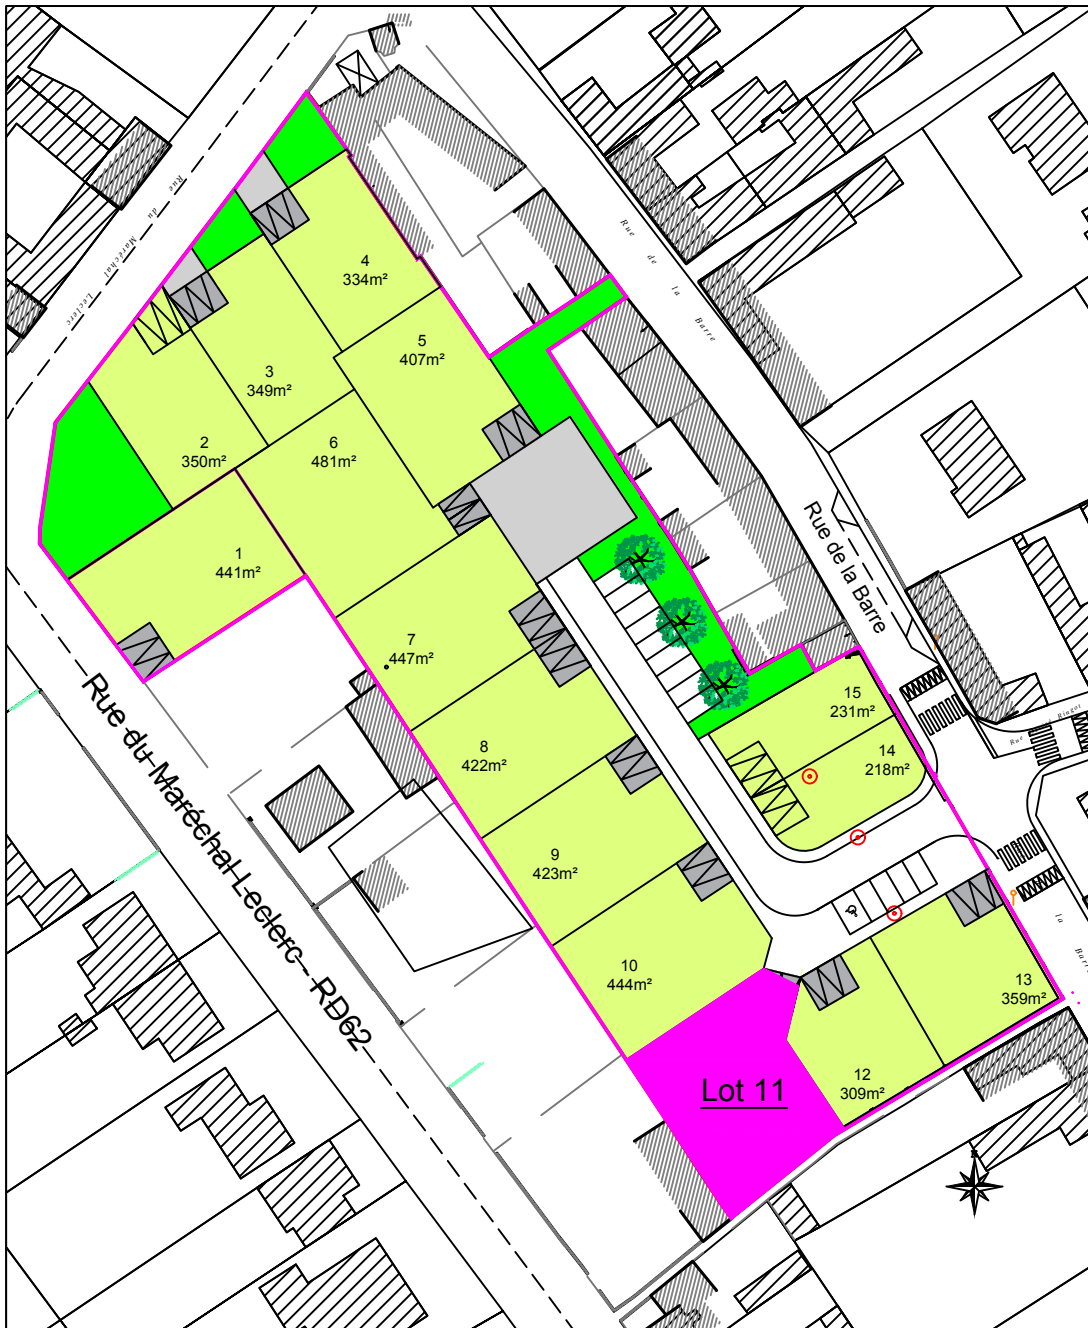 Rue du Maréchal Leclerc
Rue de la Barre
4
334m²
5
407m²
3
349m²
2
350m²
6
481m²
1
441m²
Rue de la Barre
7
447m²
15
231m²
14
218m²
Rue du Maréchal Leclerc - RD62
8
422m²
9
423m²
10
444m²
13
359m²
12
309m²
Lot 11
la Barre
N